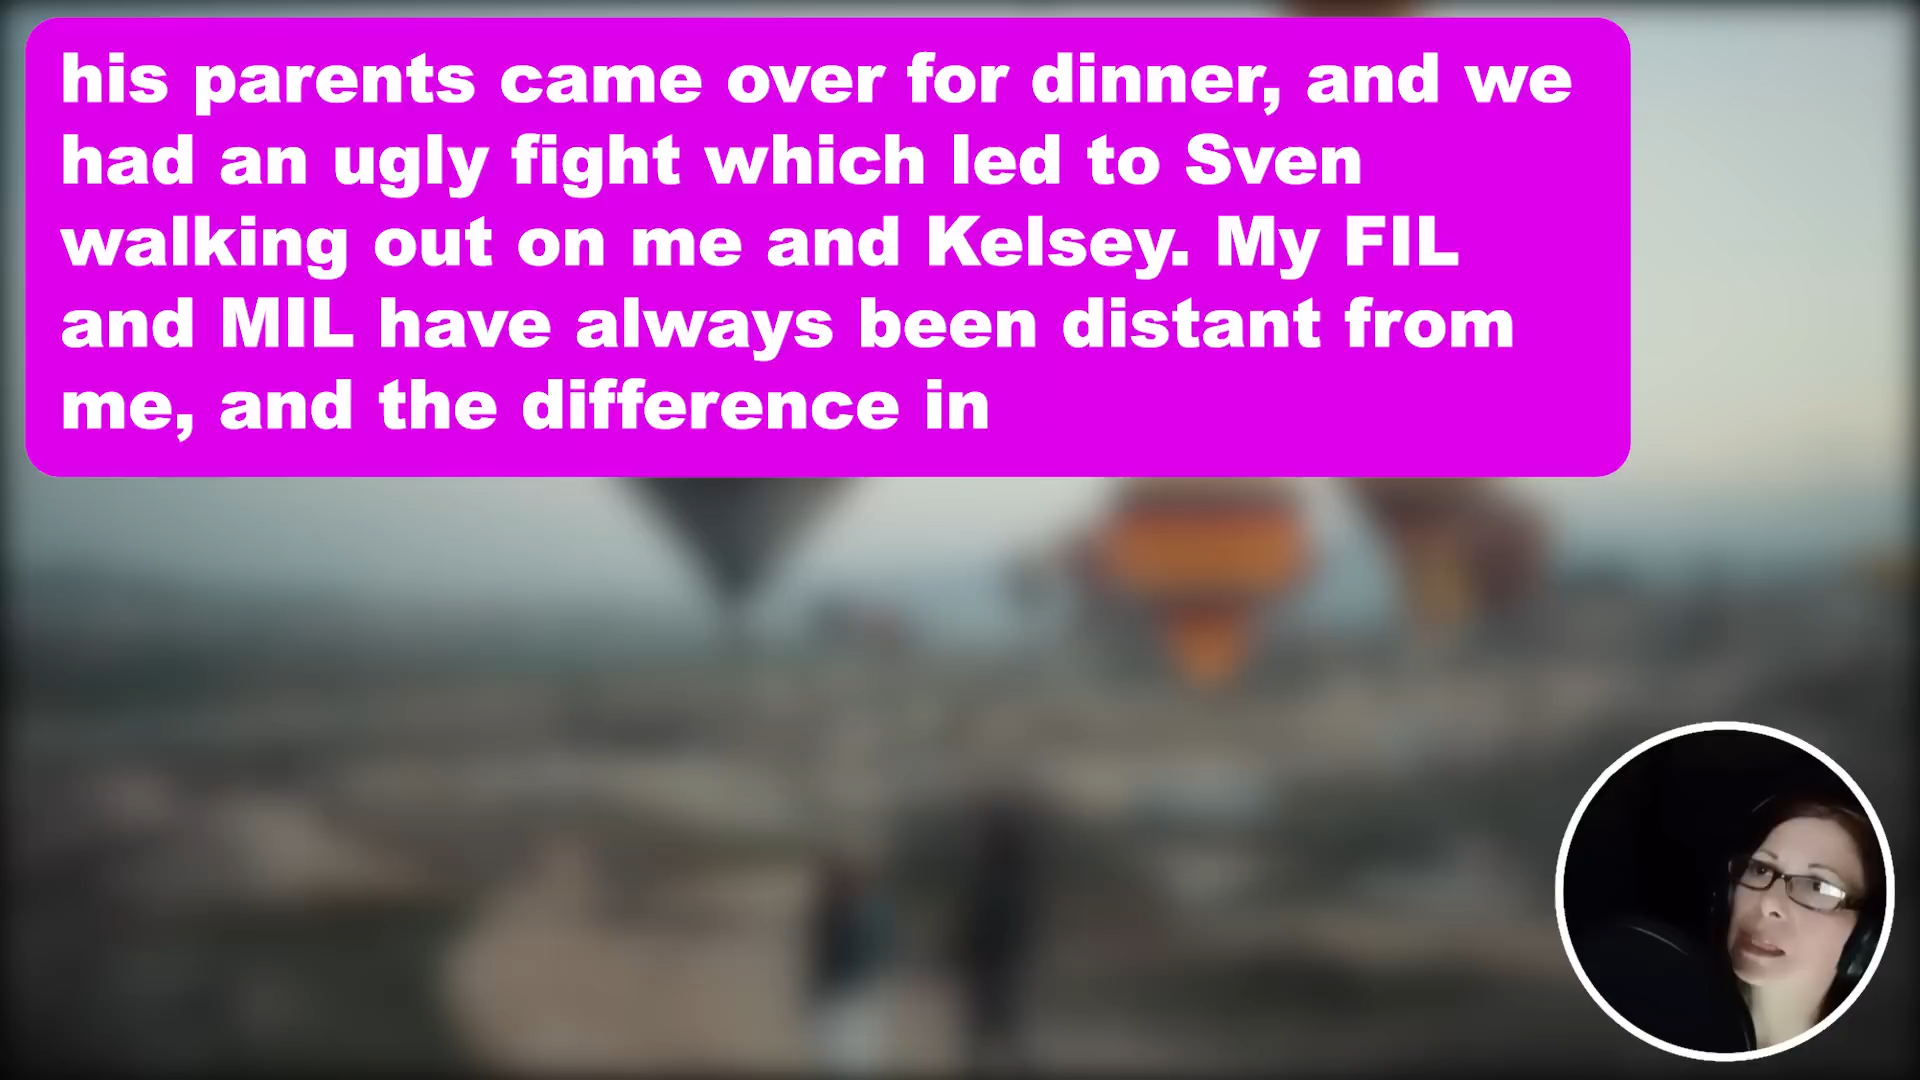 his parents came over for dinner, and we
had an ugly fight which led to Sven
walking out on me and Kelsey. My FIL
and MIL have always been distant from
me, and the difference in